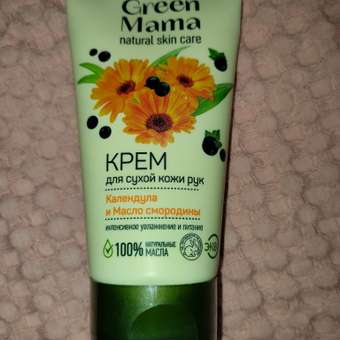 Green
Mama
natural skin care
КРЕМ
для сухой кожи рук
Календула
и Масло смородины
интенсивное увлажнение и питание
100% НАТУРАЛЬНЫЕ
МАСЛА
ЭКО